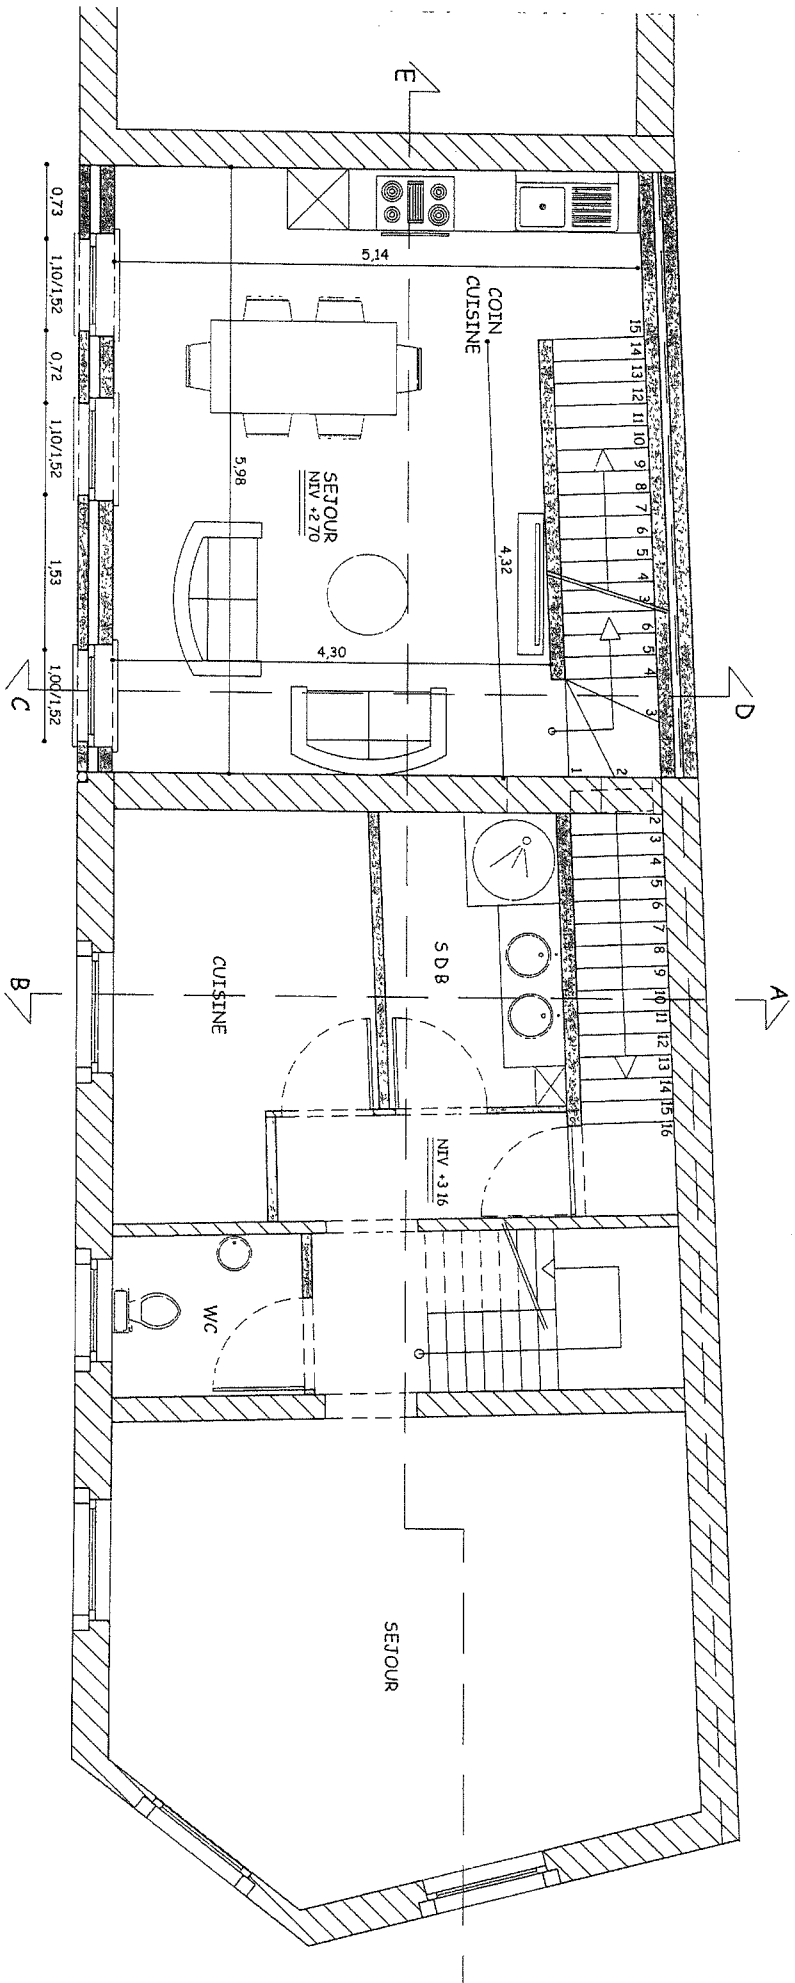 E
D
C
A
B
0,73
1,10/1,52
0,72
1,10/1,52
1,53
1,00/1,52
5,14
5,98
4,32
4,30
COIN
CUISINE
SEJOUR
NIV +2 70
15 14 13 12 11 10 9 8 7 6 5 4 3
6 5 4 3 2 1
2 3 4 5 6 7 8 9 10 11 12 13 14 15 16
S D B
CUISINE
NIV +3 16
WC
SEJOUR